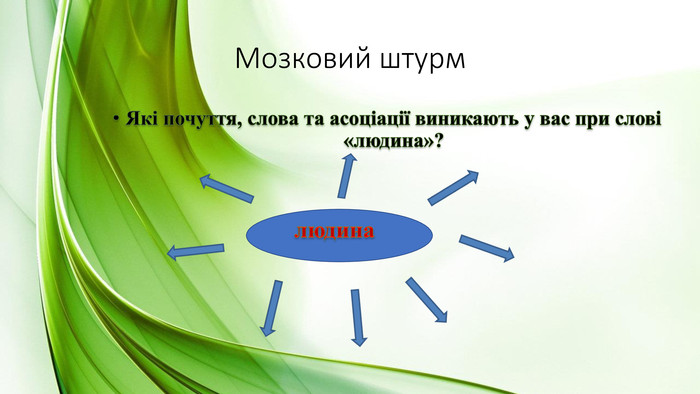 Мозковий штурм
• Які почуття, слова та асоціації виникають у вас при слові
«людина»?
людина